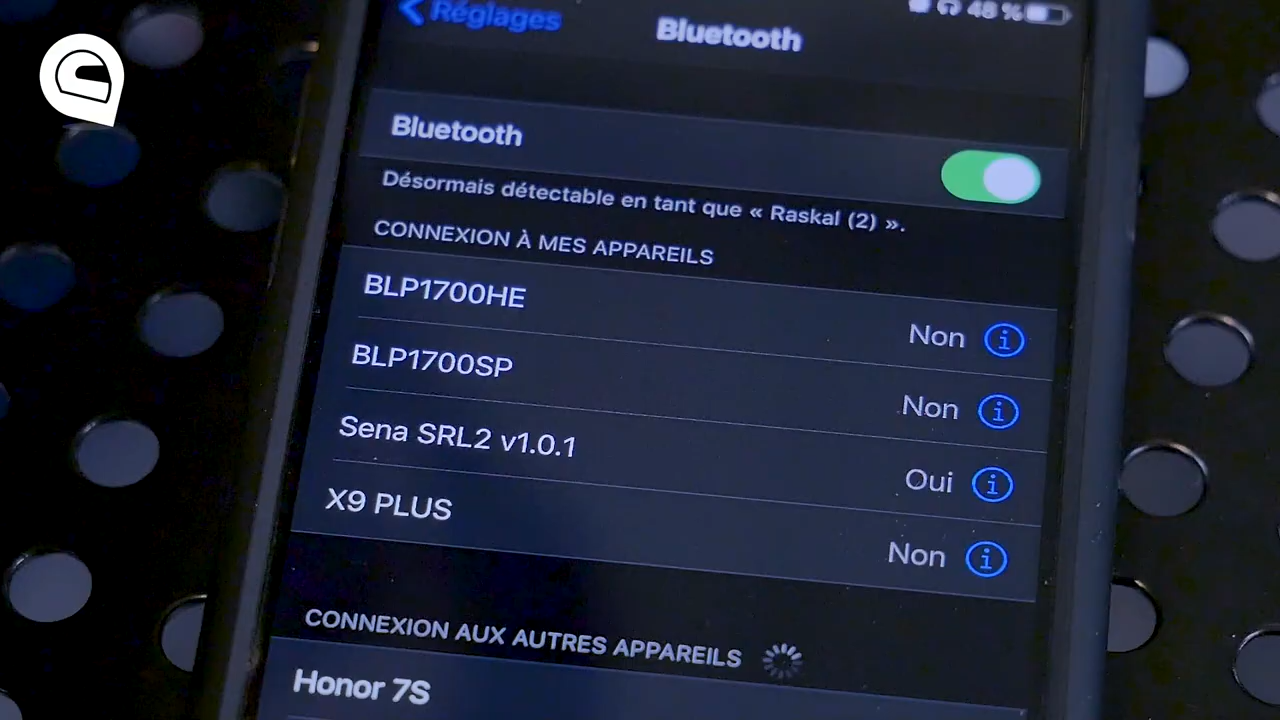 Réglages
Bluetooth
48 %
Bluetooth
Désormais détectable en tant que « Raskal (2) ».
CONNEXION À MES APPAREILS
BLP1700HE
Non
BLP1700SP
Non
Sena SRL2 v1.0.1
Oui
X9 PLUS
Non
CONNEXION AUX AUTRES APPAREILS
Honor 7S